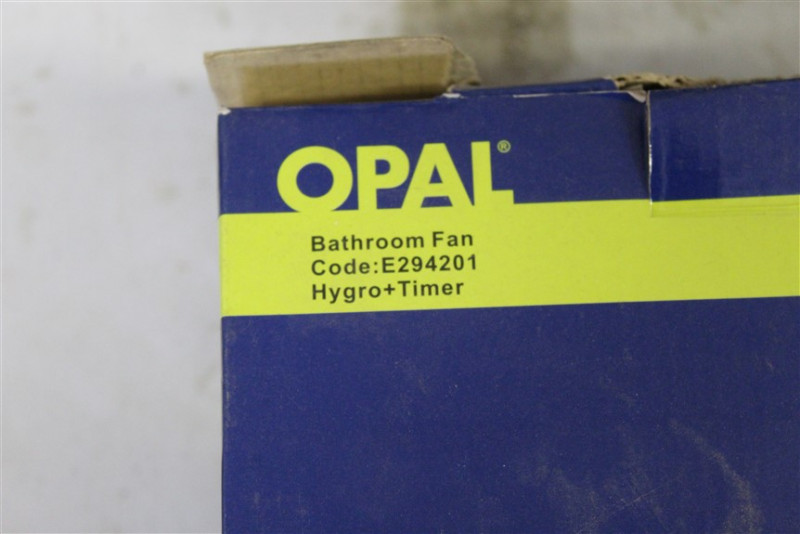 OPAL®
Bathroom Fan
Code:E294201
Hygro+Timer